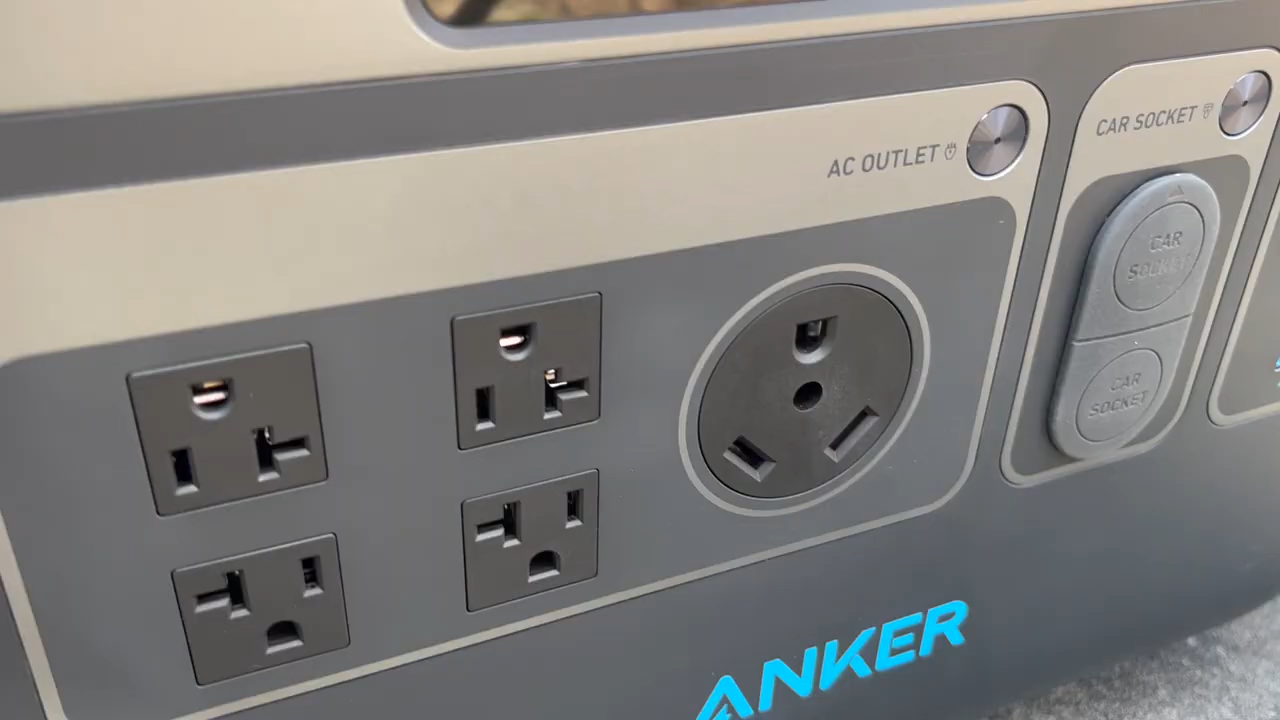 AC OUTLET
CAR SOCKET
CAR
SOCKET
CAR
SOCKET
ANKER